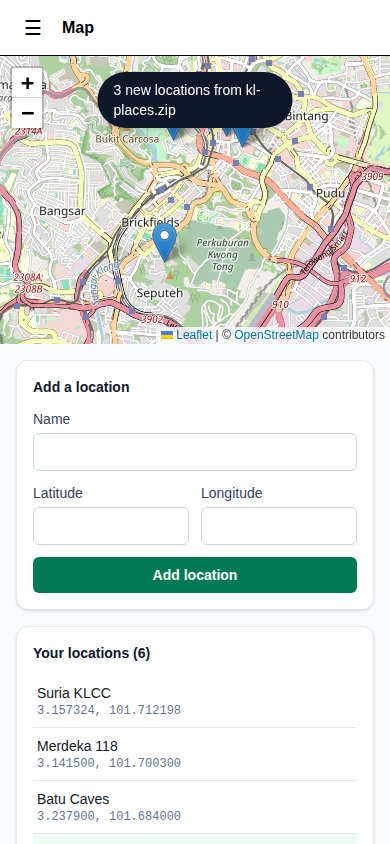 ☰ Map
+
−
3 new locations from kl-
places.zip
Bukit Carcosa
Bintang
2314A
3909
Pudu
Bangsar
Brickfields
Perkuburan
Kwong
Tong
2308A
2308B
Seputeh
912
910
3902
Leaflet | © OpenStreetMap contributors
Add a location
Name
Latitude Longitude
Add location
Your locations (6)
Suria KLCC
3.157324, 101.712198
Merdeka 118
3.141500, 101.700300
Batu Caves
3.237900, 101.684000